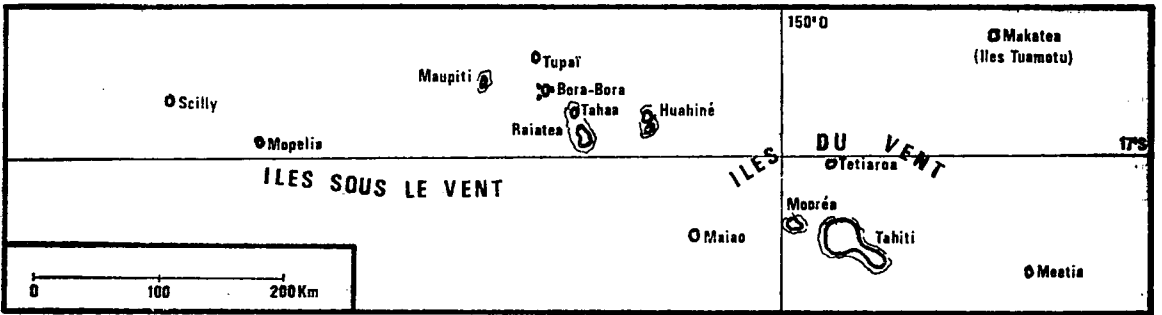 150°O
Makatea
(Iles Tuamotu)
Tupaï
Maupiti
Bora-Bora
Scilly
Tahaa
Huahiné
Raiatea
Mopelia
ILES DU VENT
17°S
Tetiaroa
ILES SOUS LE VENT
Mooréa
Maiao
Tahiti
Meetia
0 100 200Km